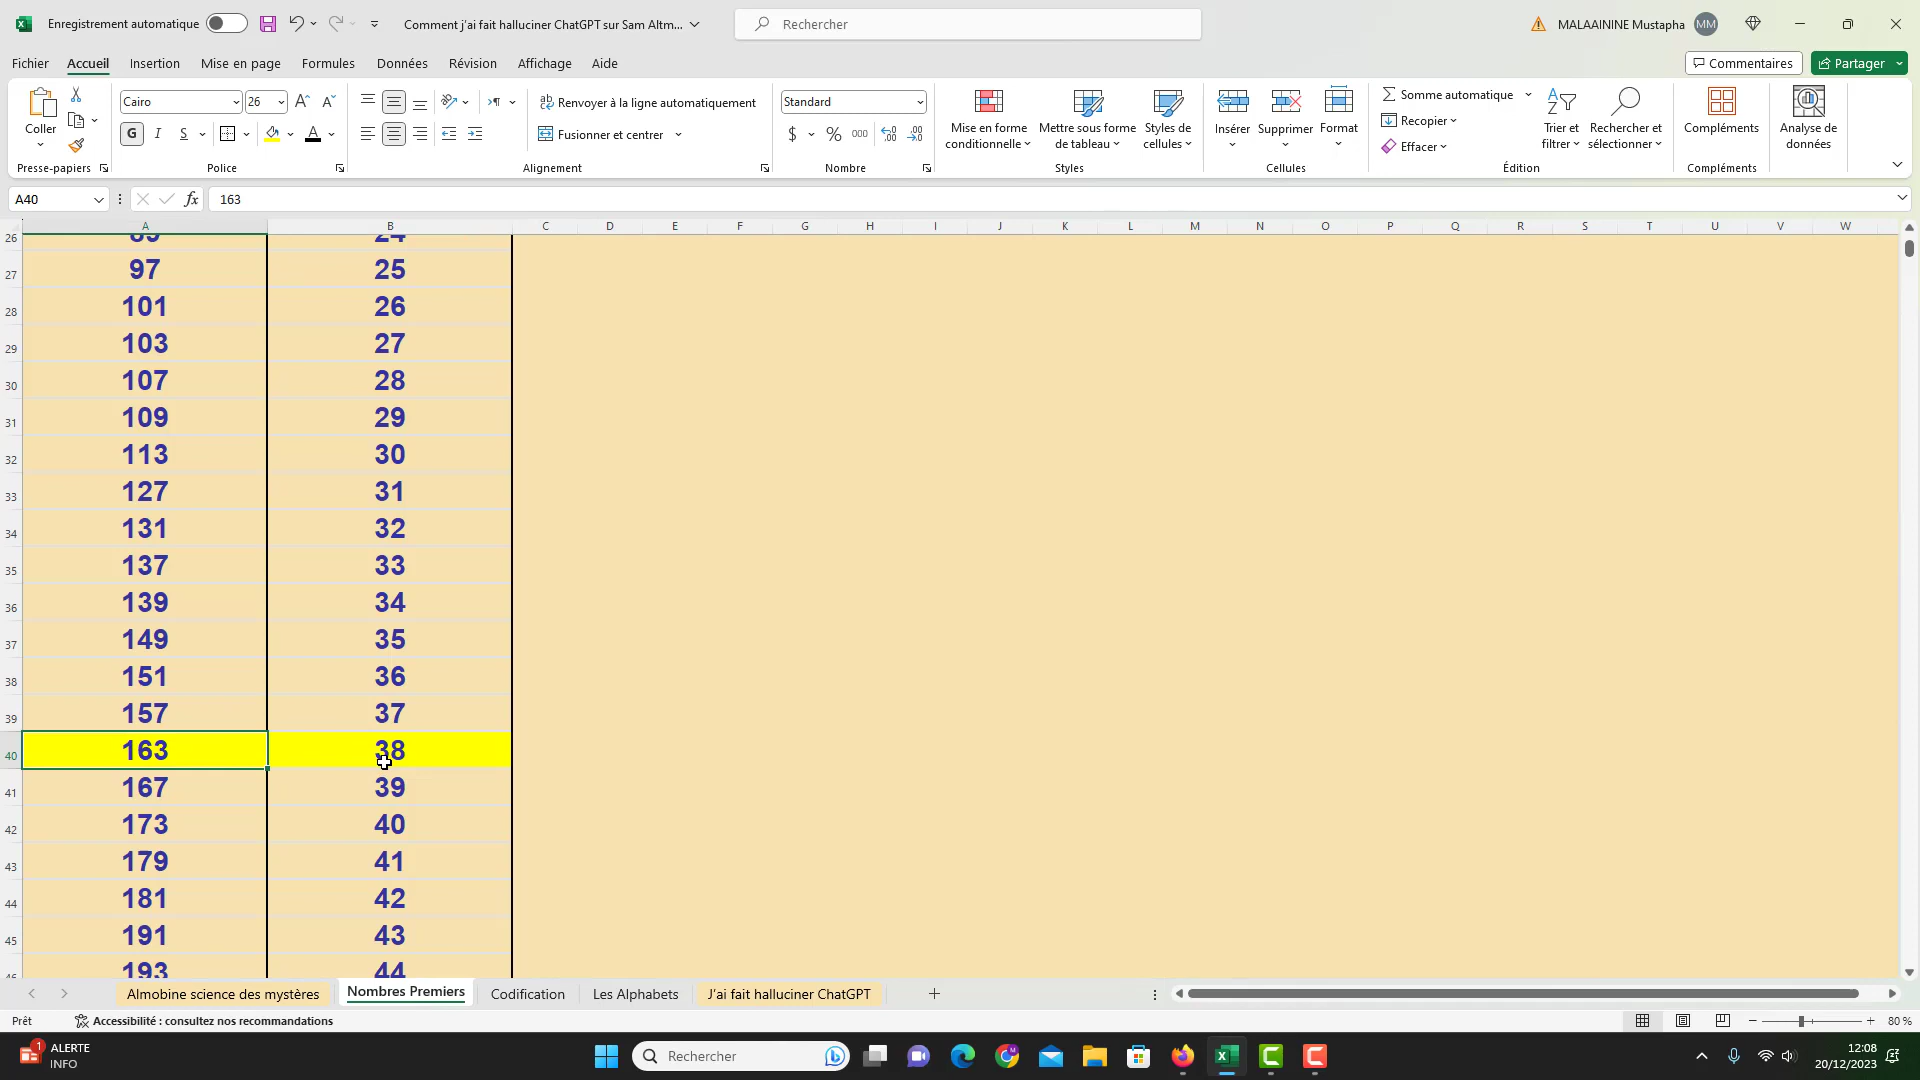 Enregistrement automatique
Comment j'ai fait halluciner ChatGPT sur Sam Altm...
Rechercher
MALAAININE Mustapha
MM
Fichier Accueil Insertion Mise en page Formules Données Révision Affichage Aide
Commentaires
Partager
Coller
Presse-papiers
Cairo 26
G I S
Police
Renvoyer à la ligne automatiquement
Fusionner et centrer
Alignement
Standard
$ % 000
Nombre
Mise en forme conditionnelle
Mettre sous forme de tableau
Styles de cellules
Styles
Insérer
Supprimer
Format
Cellules
Somme automatique
Recopier
Effacer
Trier et filtrer
Rechercher et sélectionner
Édition
Compléments
Compléments
Analyse de données
A40 fx 163
A B C D E F G H I J K L M N O P Q R S T U V W
26 89 24
27 97 25
28 101 26
29 103 27
30 107 28
31 109 29
32 113 30
33 127 31
34 131 32
35 137 33
36 139 34
37 149 35
38 151 36
39 157 37
40 163 38
41 167 39
42 173 40
43 179 41
44 181 42
45 191 43
46 193 44
Almobine science des mystères Nombres Premiers Codification Les Alphabets J'ai fait halluciner ChatGPT
Prêt Accessibilité : consultez nos recommandations 80 %
1 ALERTE
INFO
Rechercher
12:08
20/12/2023